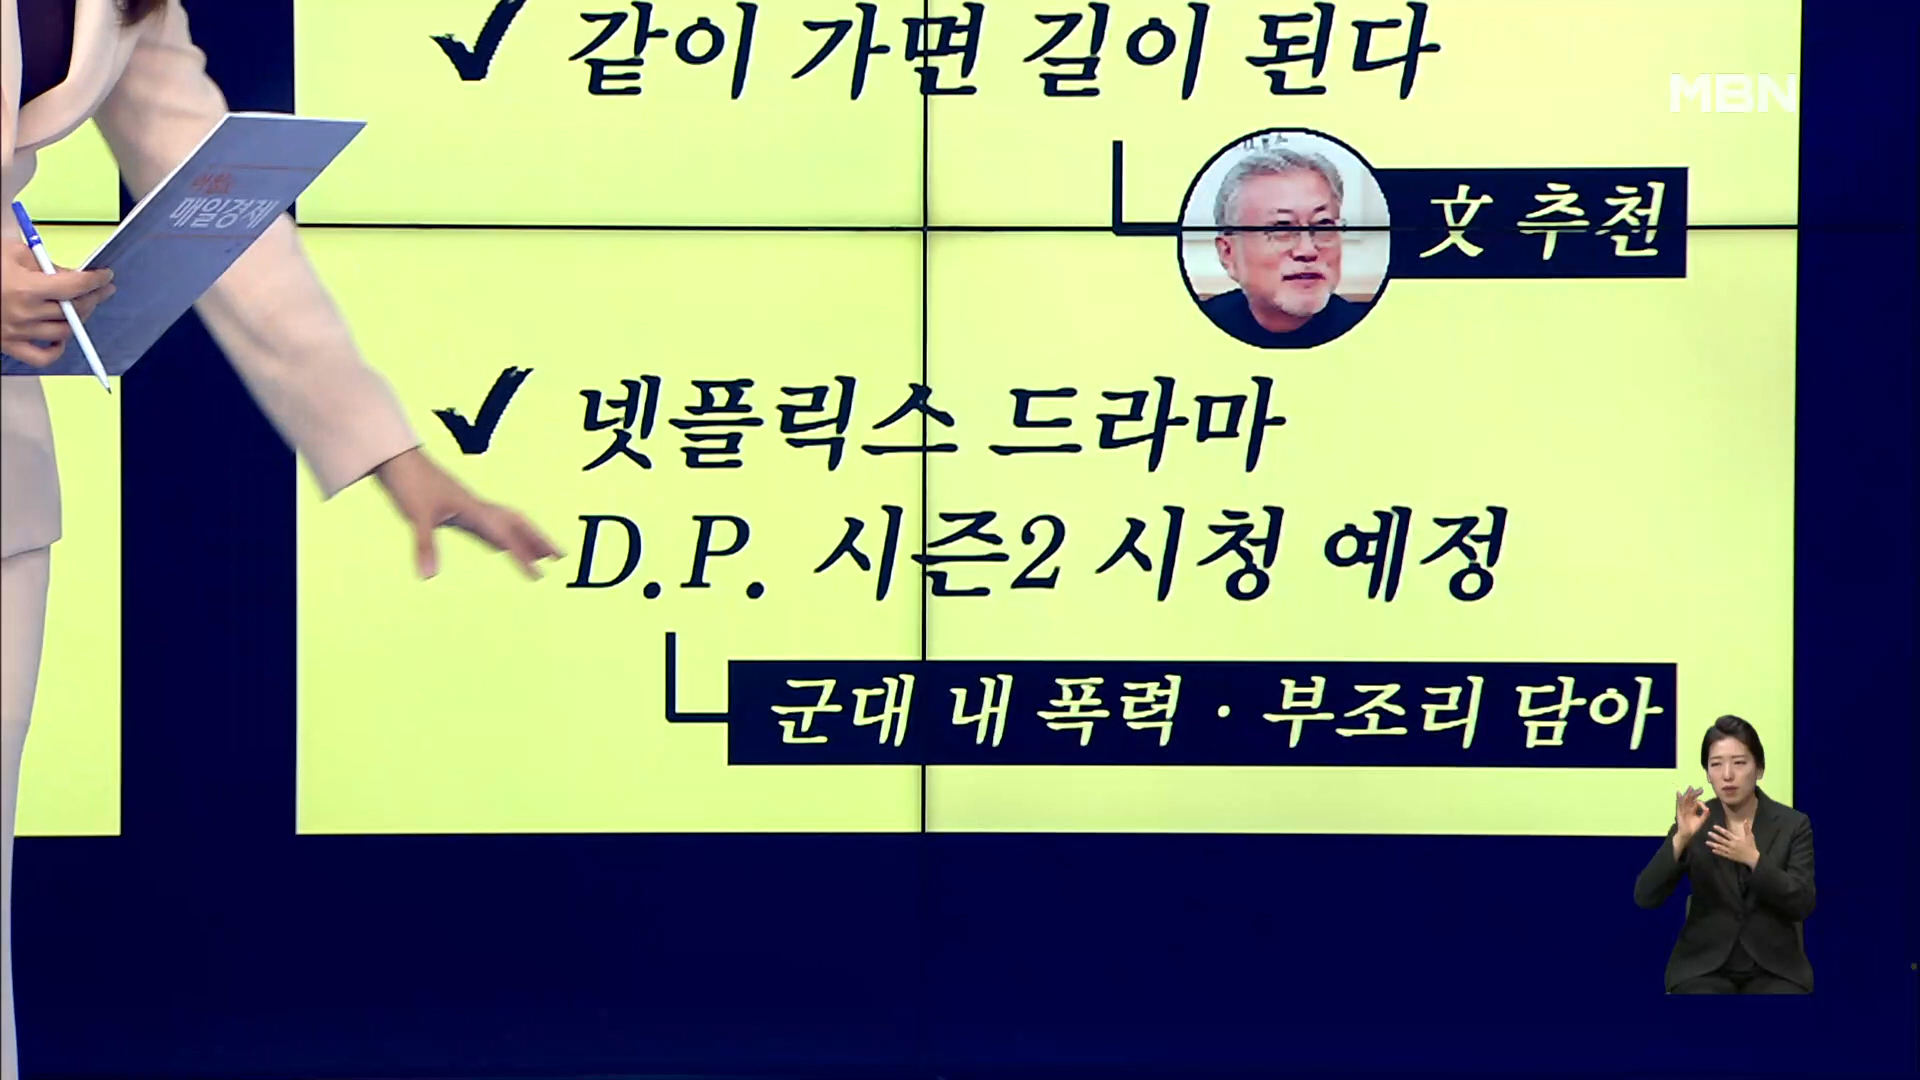 같이 가면 길이 된다
MBN
文 추천
매일경제
넷플릭스 드라마
D.P. 시즌2 시청 예정
군대 내 폭력·부조리 담아